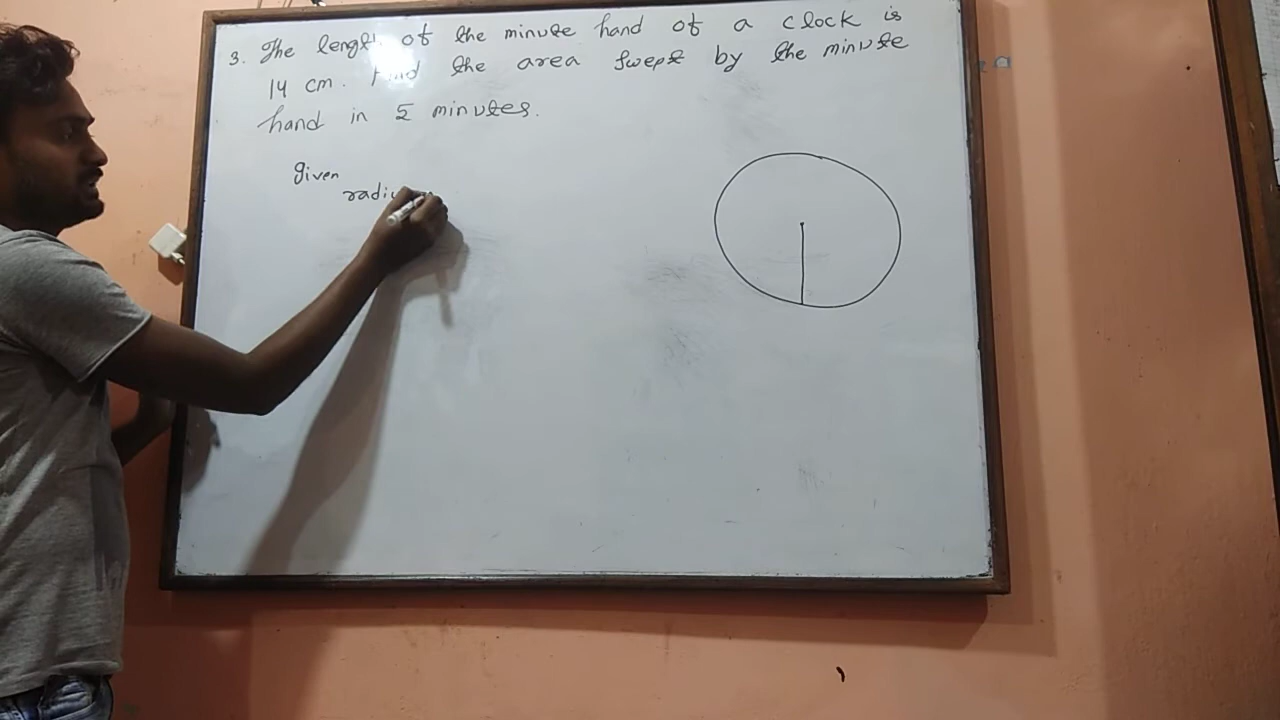 3. The length of the minute hand of a clock is
14 cm. Find the area swept by the minute
hand in 5 minutes.
given